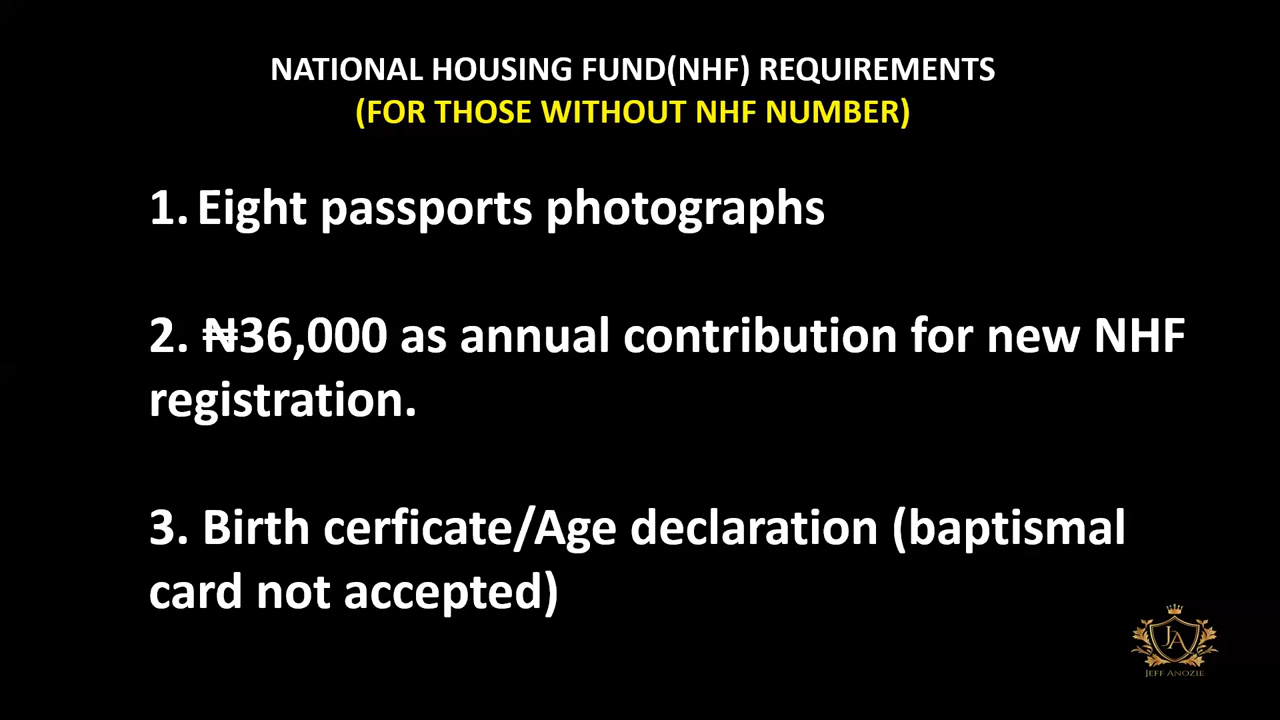 NATIONAL HOUSING FUND(NHF) REQUIREMENTS
(FOR THOSE WITHOUT NHF NUMBER)
1. Eight passports photographs
2. ₦36,000 as annual contribution for new NHF
registration.
3. Birth cerficate/Age declaration (baptismal
card not accepted)
JA
JEFF ANOZIE